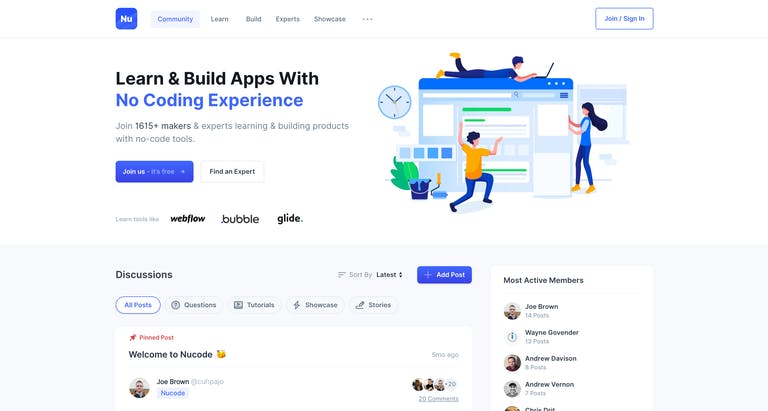 Nu
Community Learn Build Experts Showcase
Join / Sign In
Learn & Build Apps With
No Coding Experience
Join 1615+ makers & experts learning & building products
with no-code tools.
Join us - it's free →
Find an Expert
Learn tools like webflow .bubble glide.
Discussions
Sort By Latest
Add Post
All Posts Questions Tutorials Showcase Stories
Pinned Post
Welcome to Nucode
5mo ago
Joe Brown @cuhpajo
Nucode
+20
20 Comments
Most Active Members
Joe Brown
14 Posts
Wayne Govender
13 Posts
Andrew Davison
8 Posts
Andrew Vernon
7 Posts
Chris Drit